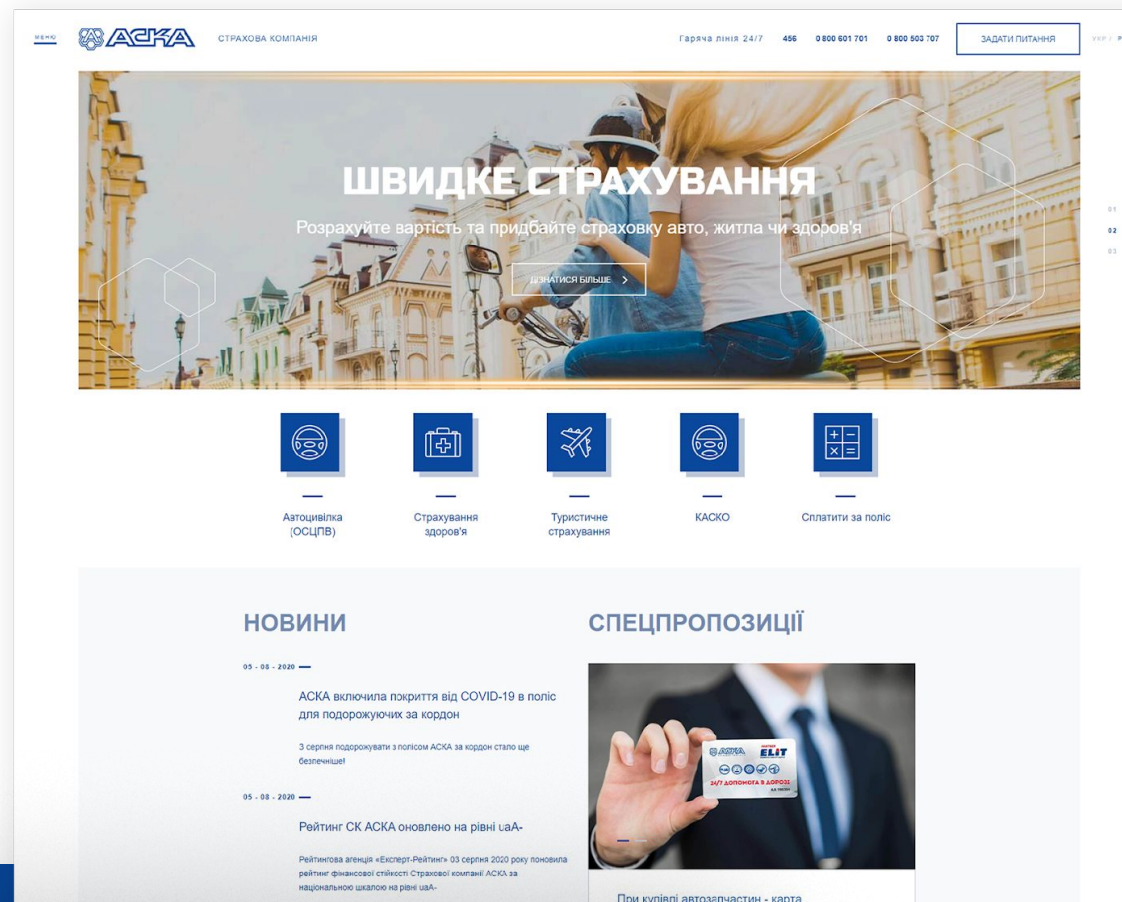 МЕНЮ
АСКА
СТРАХОВА КОМПАНІЯ
Гаряча лінія 24/7 456 0 800 601 701 0 800 503 707
ЗАДАТИ ПИТАННЯ
УКР /
ШВИДКЕ СТРАХУВАННЯ
Розрахуйте вартість та придбайте страховку авто, житла чи здоров'я
ДІЗНАТИСЯ БІЛЬШЕ
01
02
03
Автоцивілка
(ОСЦПВ)
Страхування
здоров'я
Туристичне
страхування
КАСКО
Сплатити за поліс
НОВИНИ
05 - 08 - 2020
АСКА включила покриття від COVID-19 в поліс
для подорожуючих за кордон
З серпня подорожувати з полісом АСКА за кордон стало ще
безпечніше!
05 - 08 - 2020
Рейтинг СК АСКА оновлено на рівні uaA-
Рейтингова агенція «Експерт-Рейтинг» 03 серпня 2020 року поновила
рейтинг фінансової стійкості Страхової компанії АСКА за
національною шкалою на рівні uaA-
СПЕЦПРОПОЗИЦІЇ
АСКА
ELIT
24/7 ДОПОМОГА В ДОРОЗІ
При купівлі автозапчастин - карта